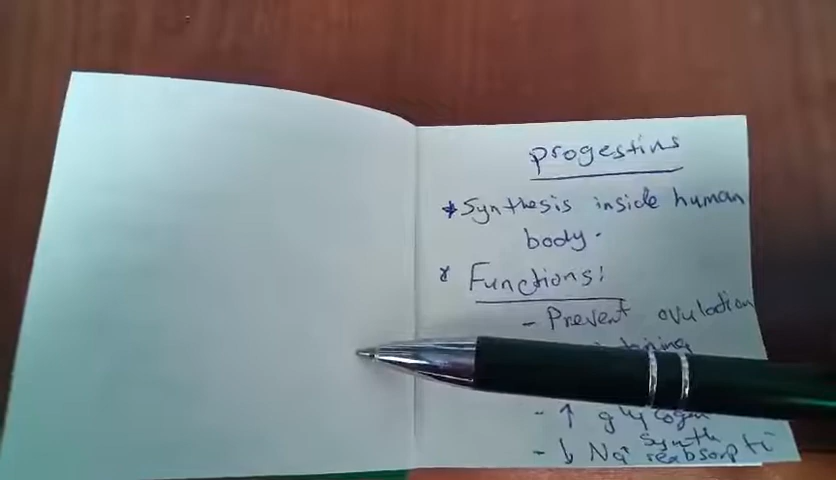 progestins
* Synthesis inside human
body.
* Functions:
- Prevent ovulation
- ↑ glycogen
synth
- ↓ Na⁺ reabsorpti